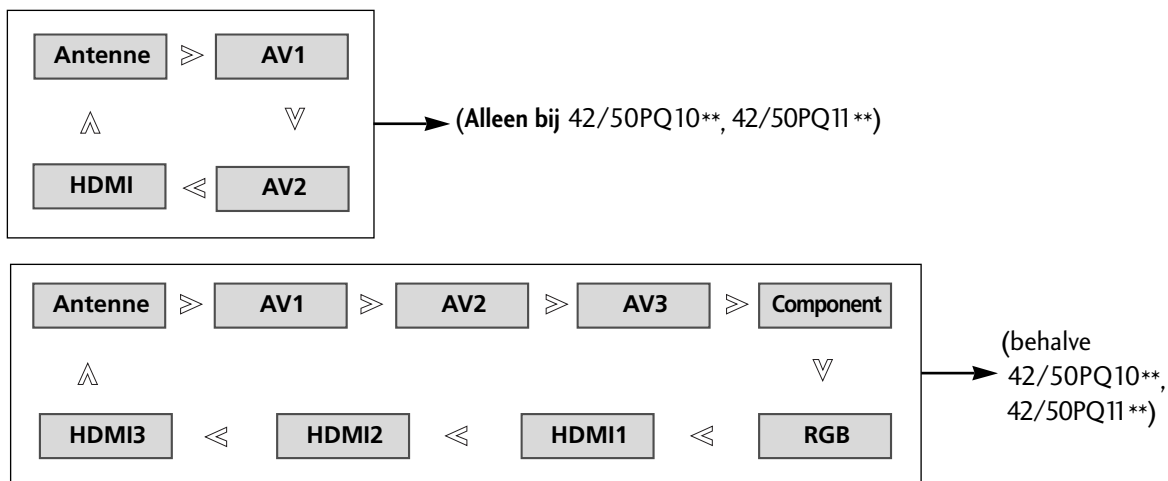 Antenne AV1
(Alleen bij 42/50PQ10**, 42/50PQ11**)
HDMI AV2
Antenne AV1 AV2 AV3 Component
(behalve
42/50PQ10**,
42/50PQ11**)
HDMI3 HDMI2 HDMI1 RGB